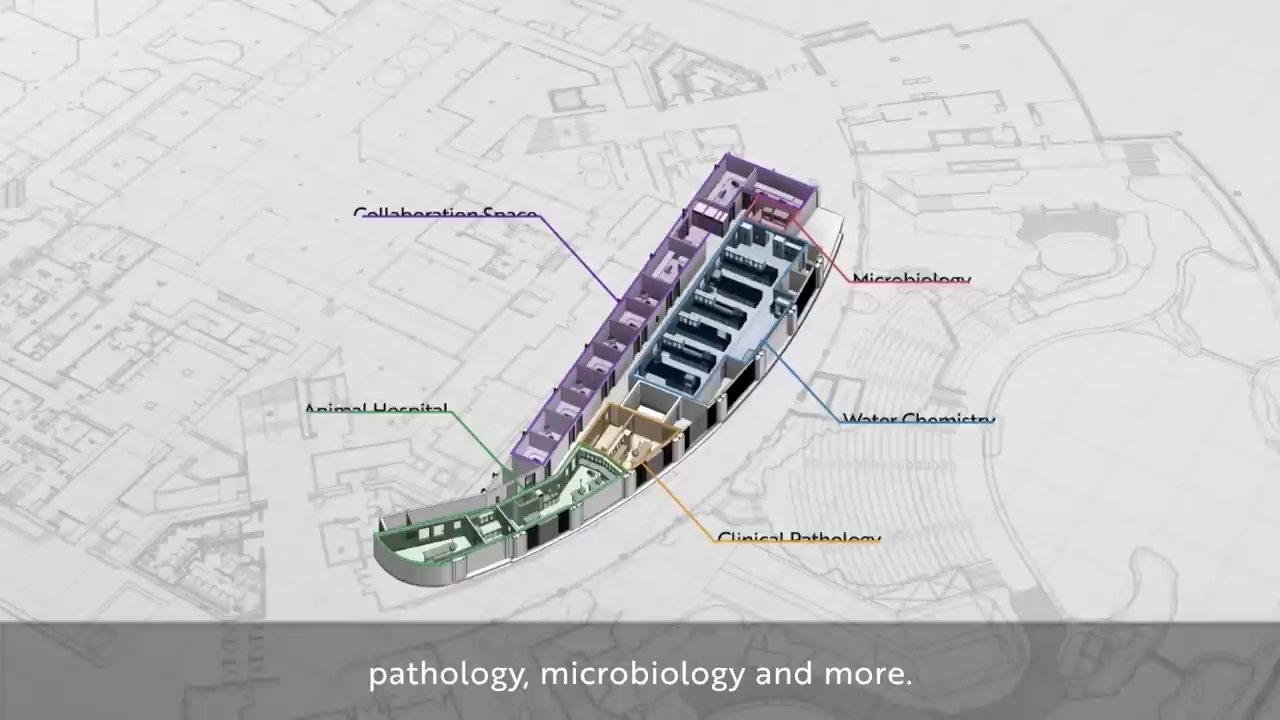 Collaboration Space
Microbiology
Animal Hospital
Water Chemistry
Clinical Pathology
pathology, microbiology and more.